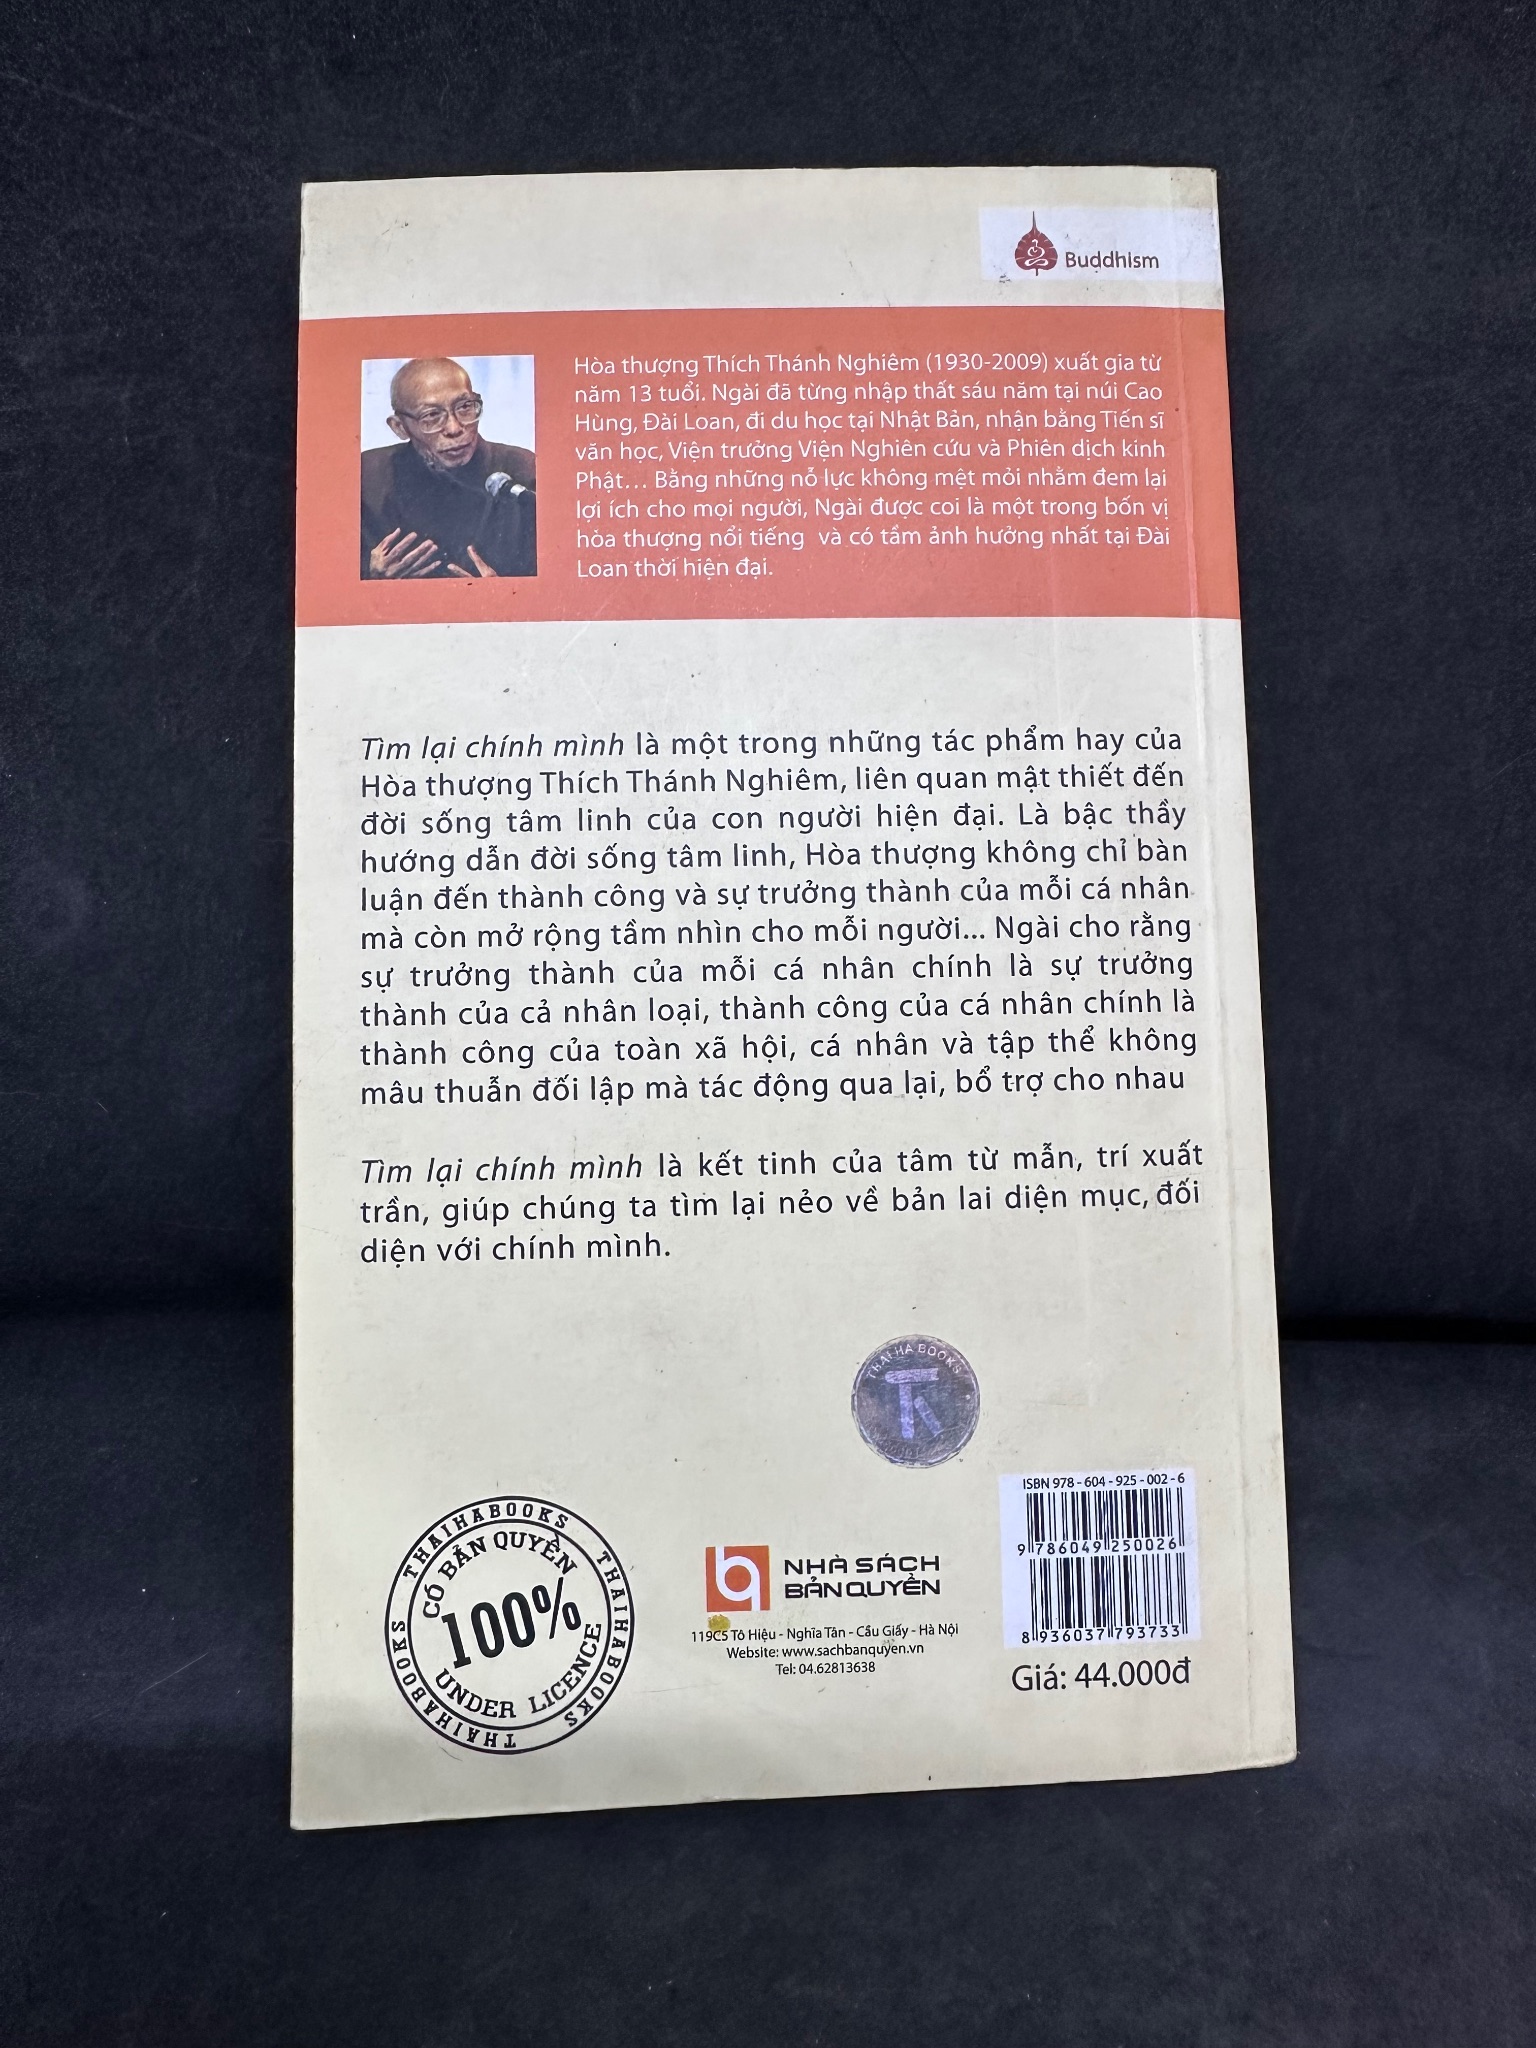 Buddhism
Hòa thượng Thích Thánh Nghiêm (1930-2009) xuất gia từ
năm 13 tuổi. Ngài đã từng nhập thất sáu năm tại núi Cao
Hùng, Đài Loan, đi du học tại Nhật Bản, nhận bằng Tiến sĩ
văn học, Viện trưởng Viện Nghiên cứu và Phiên dịch kinh
Phật... Bằng những nỗ lực không mệt mỏi nhằm đem lại
lợi ích cho mọi người, Ngài được coi là một trong bốn vị
hòa thượng nổi tiếng và có tầm ảnh hưởng nhất tại Đài
Loan thời hiện đại.
Tìm lại chính mình là một trong những tác phẩm hay của
Hòa thượng Thích Thánh Nghiêm, liên quan mật thiết đến
đời sống tâm linh của con người hiện đại. Là bậc thầy
hướng dẫn đời sống tâm linh, Hòa thượng không chỉ bàn
luận đến thành công và sự trưởng thành của mỗi cá nhân
mà còn mở rộng tầm nhìn cho mỗi người... Ngài cho rằng
sự trưởng thành của mỗi cá nhân chính là sự trưởng
thành của cả nhân loại, thành công của cá nhân chính là
thành công của toàn xã hội, cá nhân và tập thể không
mâu thuẫn đối lập mà tác động qua lại, bổ trợ cho nhau
Tìm lại chính mình là kết tinh của tâm từ mẫn, trí xuất
trần, giúp chúng ta tìm lại nẻo về bản lai diện mục, đối
diện với chính mình.
THAI HA BOOKS
THAIHABOOKS THAIHABOOKS THAIHABOOKS THAIHABOOKS
CÓ BẢN QUYỀN
100%
UNDER LICENCE
NHÀ SÁCH
BẢN QUYỀN
119C5 Tô Hiệu - Nghĩa Tân - Cầu Giấy - Hà Nội
Website: www.sachbanquyen.vn
Tel: 04.62813638
ISBN 978 - 604 - 925 - 002 - 6
9 786049 250026
8 936037 793733
Giá: 44.000đ